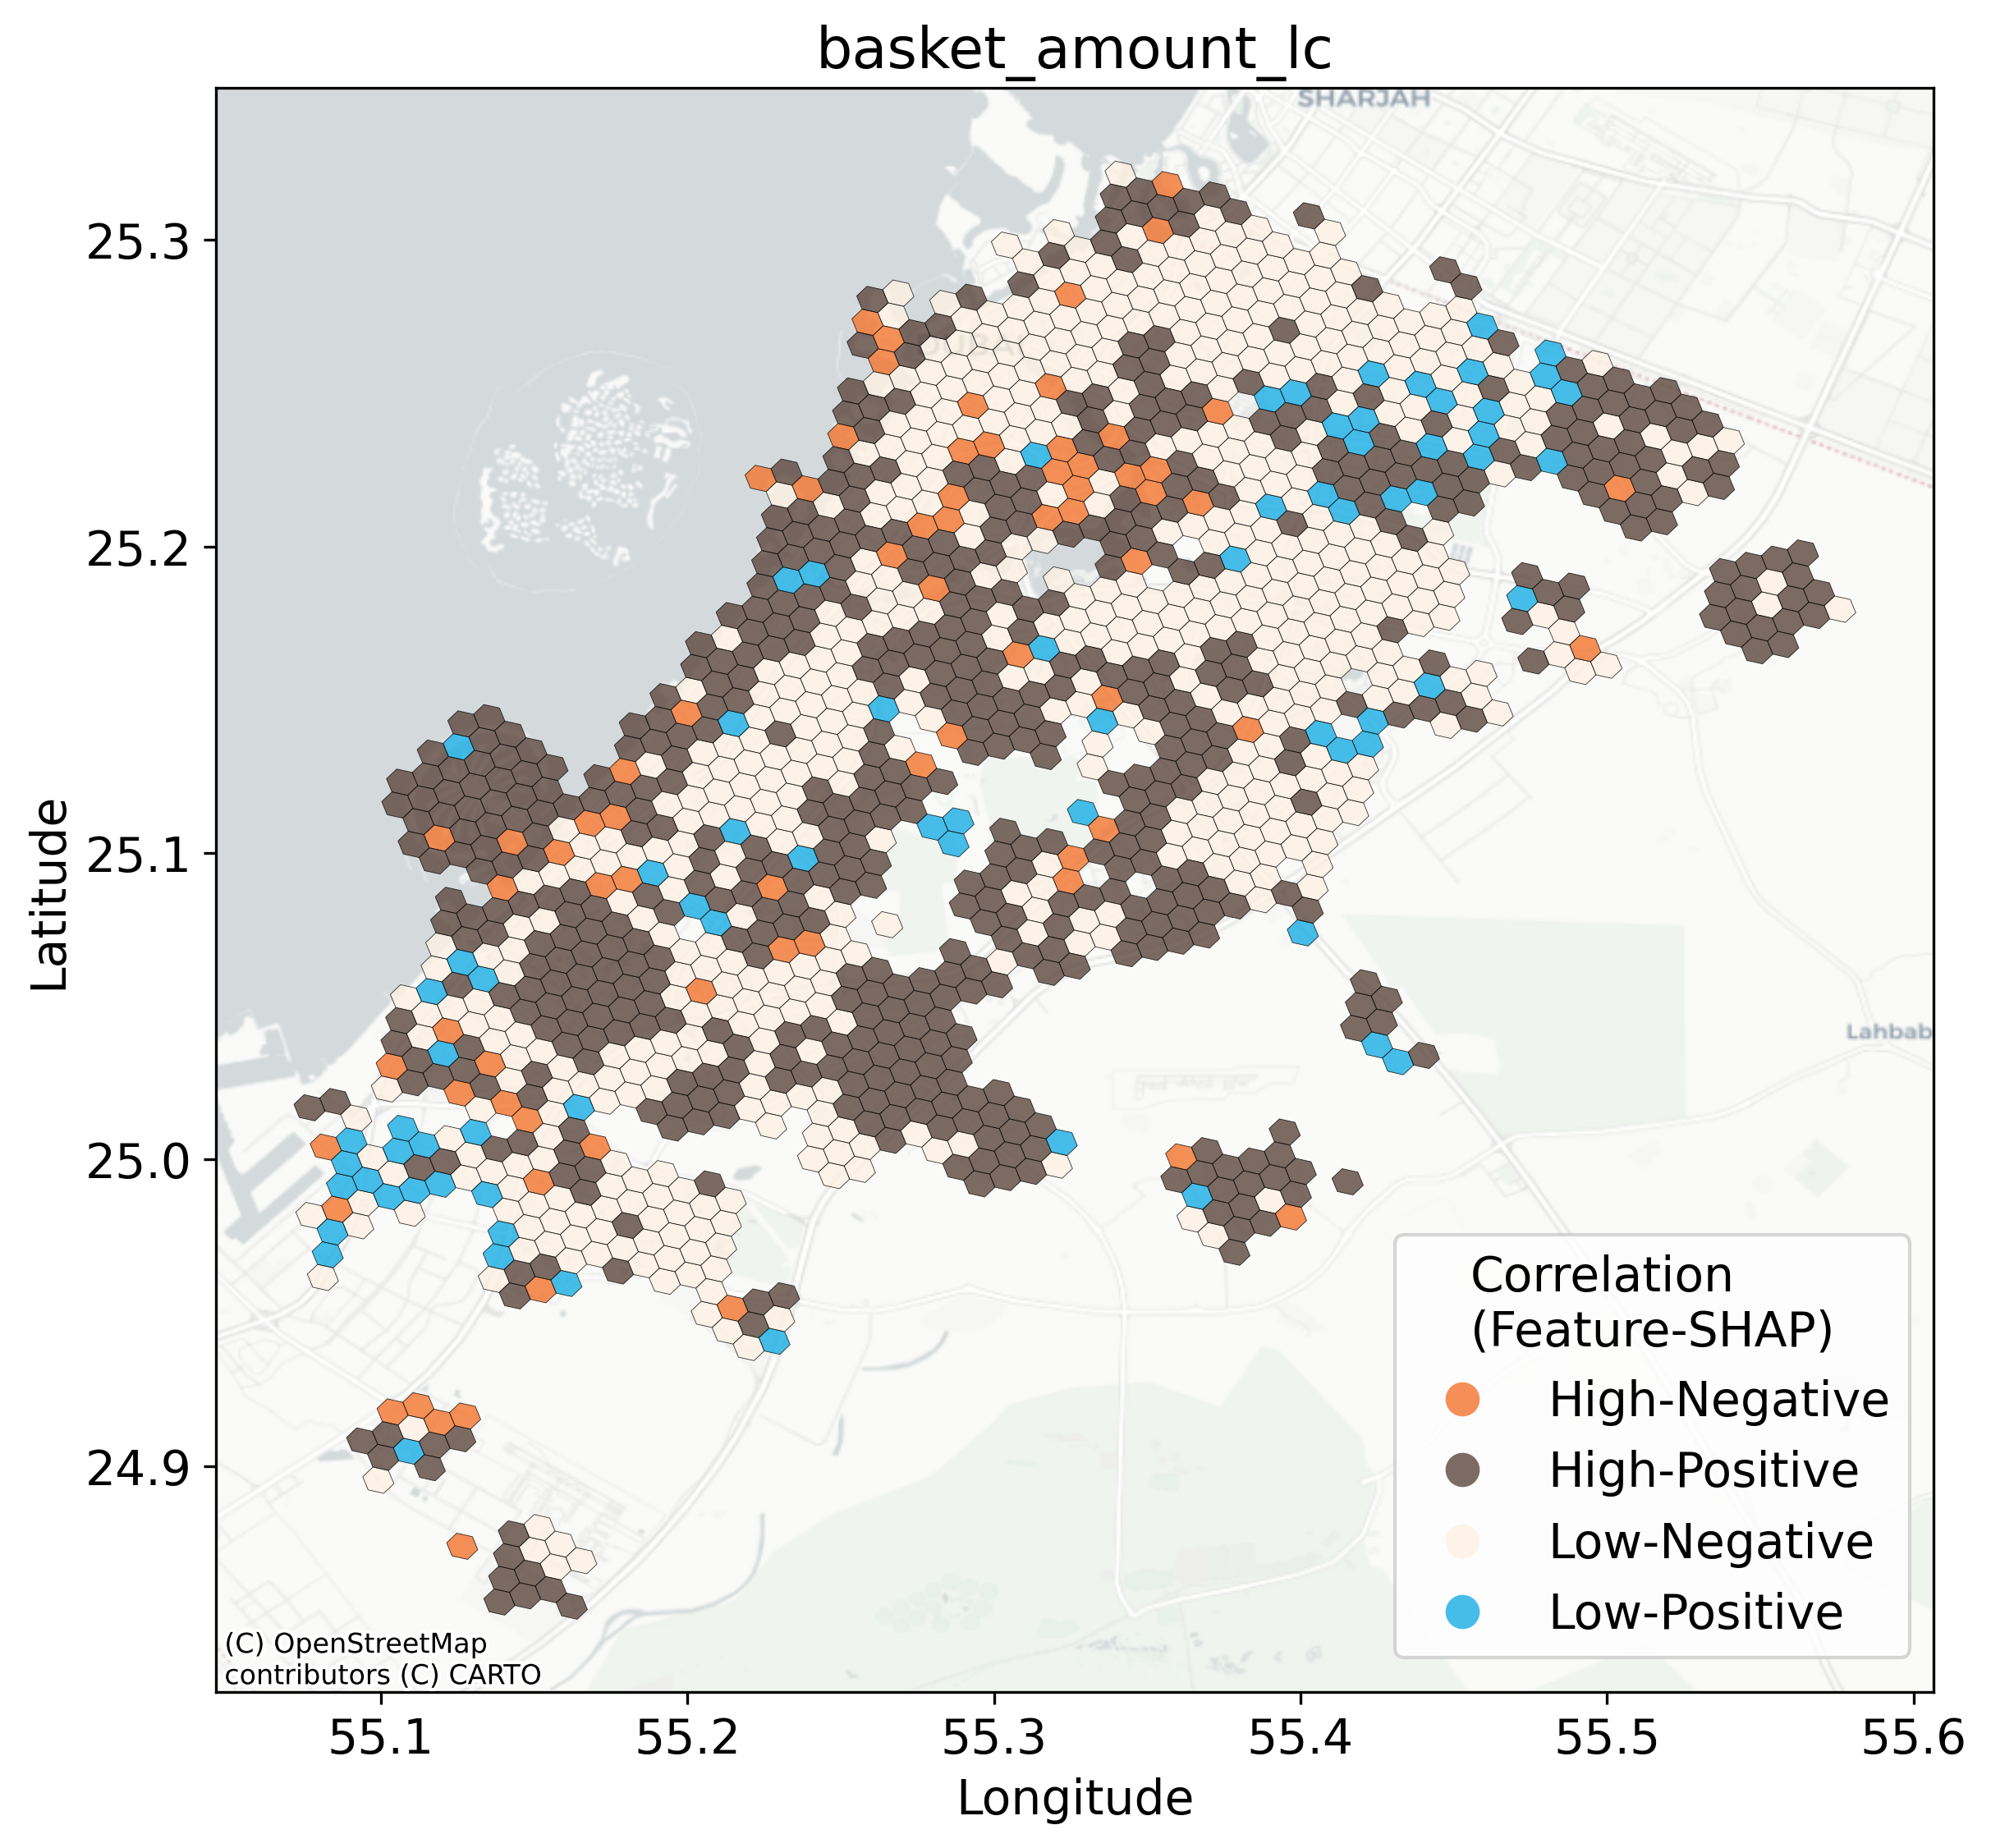 basket_amount_lc
SHARJAH
DUBAI
25.3
25.2
25.1
25.0
24.9
Latitude
Lahbab
Correlation
(Feature-SHAP)
High-Negative
High-Positive
Low-Negative
Low-Positive
(C) OpenStreetMap
contributors (C) CARTO
55.1
55.2
55.3
55.4
55.5
55.6
Longitude